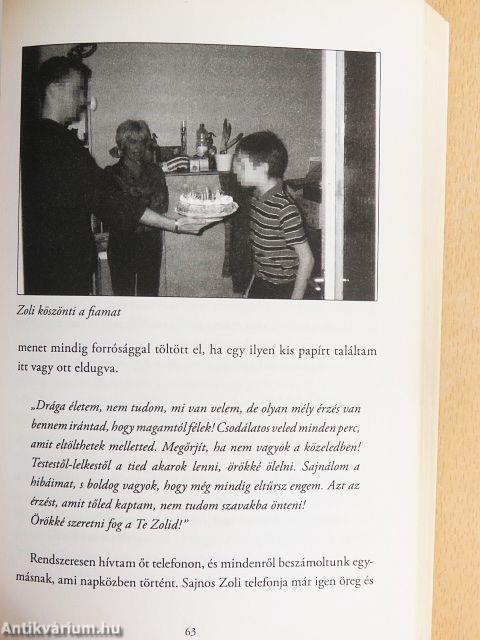 Zoli köszönti a fiamat
menet mindig forrósággal töltött el, ha egy ilyen kis papírt találtam
itt vagy ott eldugva.
„Drága életem, nem tudom, mi van velem, de olyan mély érzés van
bennem irántad, hogy magamtól félek! Csodálatos veled minden perc,
amit eltölthetek melletted. Megőrjít, ha nem vagyok a közeledben!
Testestől-lelkestől a tied akarok lenni, örökké ölelni. Sajnálom a
hibáimat, s boldog vagyok, hogy még mindig eltűrsz engem. Azt az
érzést, amit tőled kaptam, nem tudom szavakba önteni!
Örökké szeretni fog a Te Zolid!”
Rendszeresen hívtam őt telefonon, és mindenről beszámoltunk egy-
másnak, ami napközben történt. Sajnos Zoli telefonja már igen öreg és
63
Antikvárium.hu